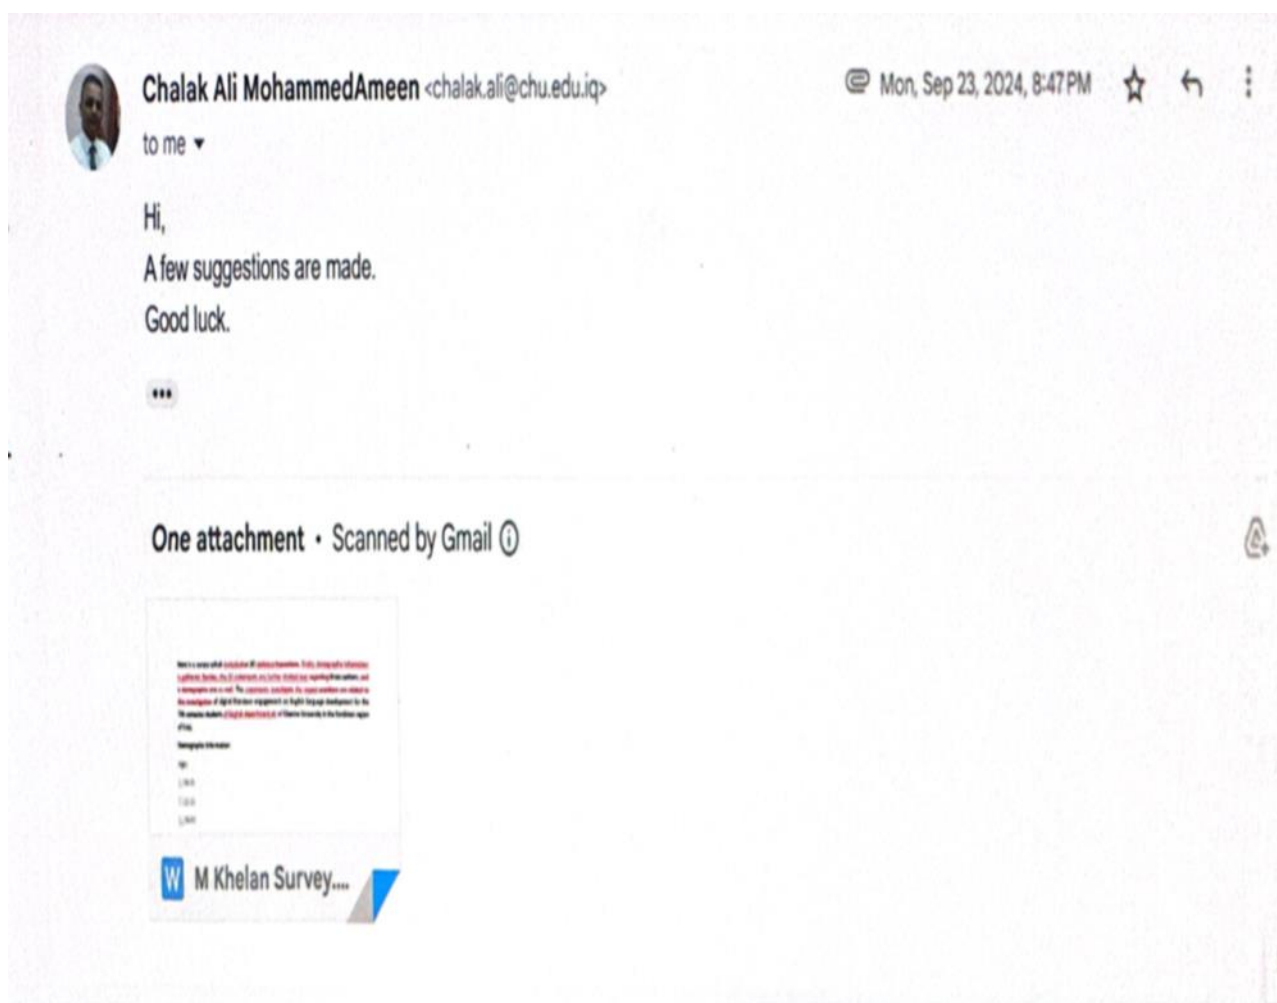 Chalak Ali MohammedAmeen <chalak.ali@chu.edu.iq>
Mon, Sep 23, 2024, 8:47 PM
to me
Hi,
A few suggestions are made.
Good luck.
•••
One attachment • Scanned by Gmail
W M Khelan Survey....